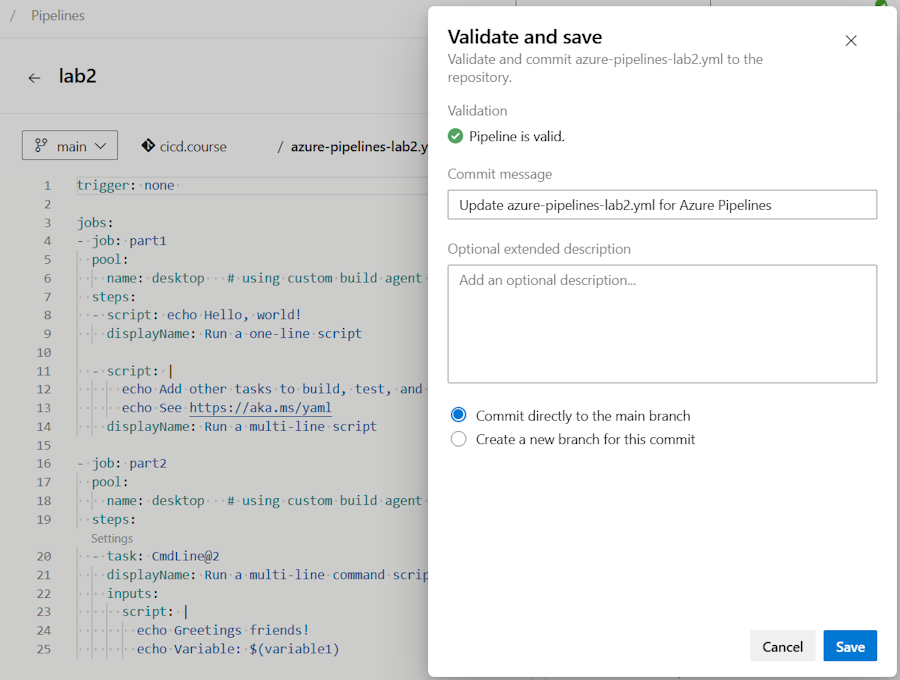 / Pipelines
← lab2
main
cicd.course / azure-pipelines-lab2.y
1 trigger: none
2
3 jobs:
4 - job: part1
5 pool:
6 name: desktop # using custom build agent
7 steps:
8 - script: echo Hello, world!
9 displayName: Run a one-line script
10
11 - script: |
12 echo Add other tasks to build, test, and
13 echo See https://aka.ms/yaml
14 displayName: Run a multi-line script
15
16 - job: part2
17 pool:
18 name: desktop # using custom build agent
19 steps:
Settings
20 - task: CmdLine@2
21 displayName: Run a multi-line command scrip
22 inputs:
23 script: |
24 echo Greetings friends!
25 echo Variable: $(variable1)
Validate and save
Validate and commit azure-pipelines-lab2.yml to the
repository.
Validation
Pipeline is valid.
Commit message
Update azure-pipelines-lab2.yml for Azure Pipelines
Optional extended description
Add an optional description...
Commit directly to the main branch
Create a new branch for this commit
Cancel
Save